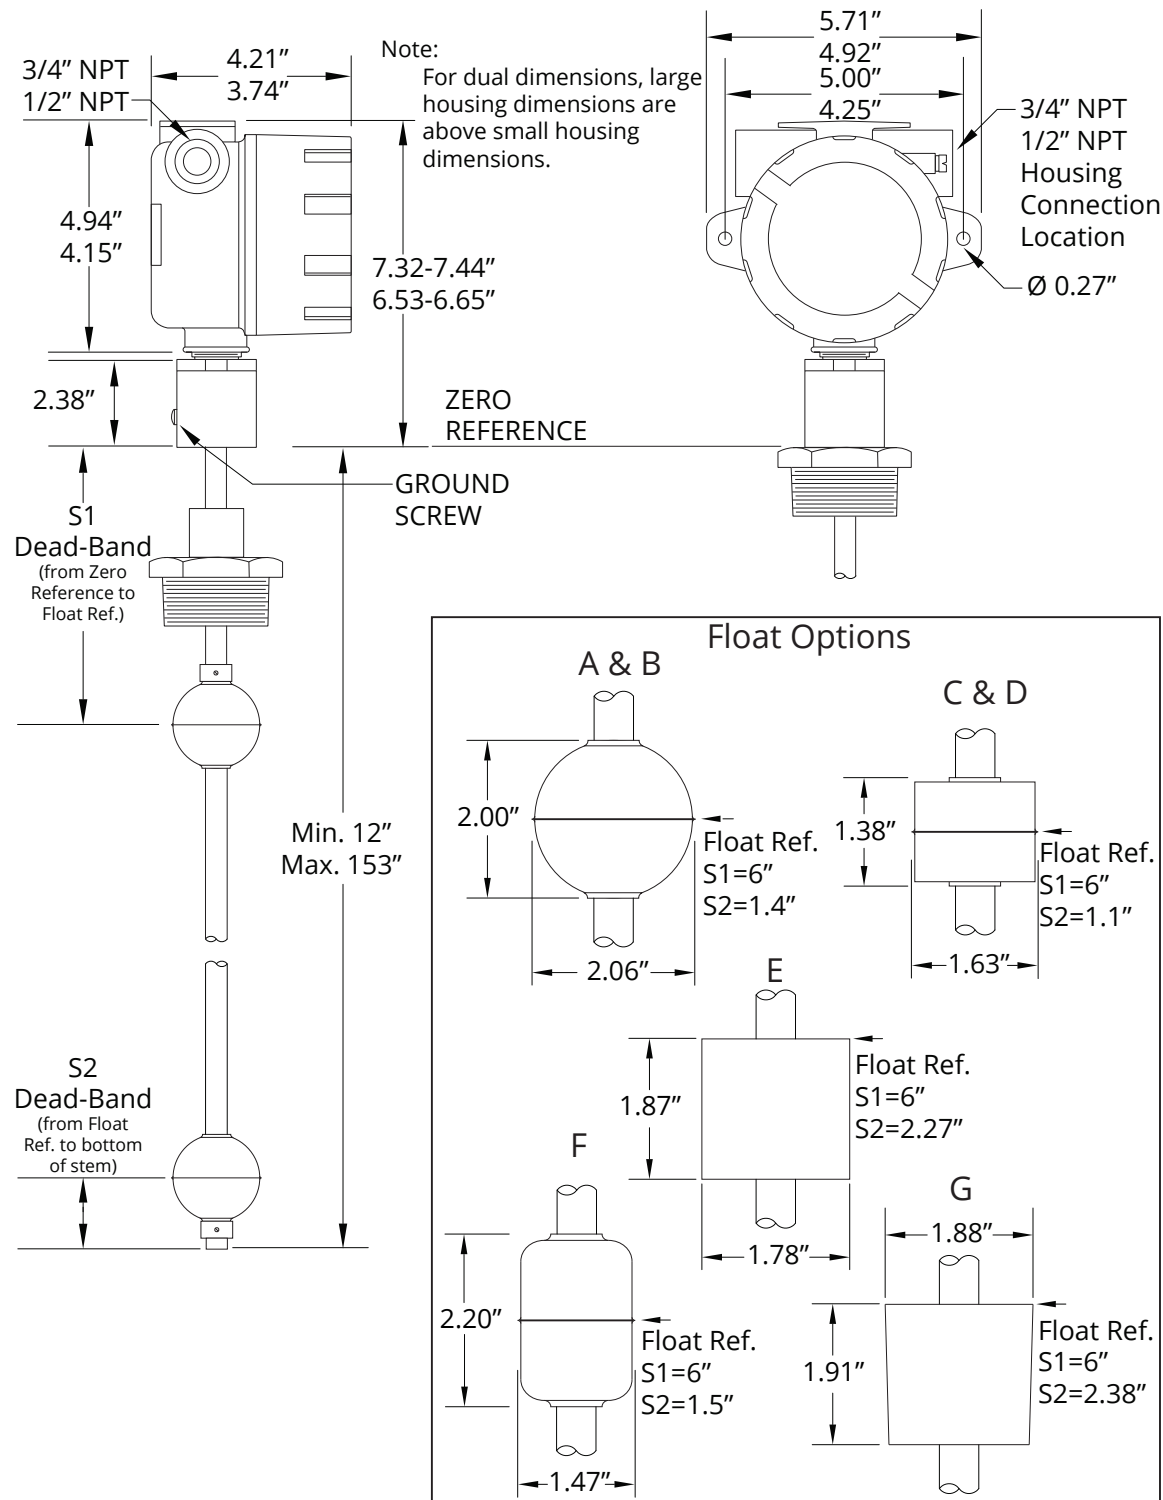 3/4” NPT
1/2” NPT
4.21”
3.74”
Note:
For dual dimensions, large
housing dimensions are
above small housing
dimensions.
5.71”
4.92”
5.00”
4.25”
3/4” NPT
1/2” NPT
Housing
Connection
Location
Ø 0.27”
4.94”
4.15”
7.32-7.44”
6.53-6.65”
2.38”
ZERO
REFERENCE
GROUND
SCREW
S1
Dead-Band
(from Zero
Reference to
Float Ref.)
Min. 12”
Max. 153”
S2
Dead-Band
(from Float
Ref. to bottom
of stem)
Float Options
A & B
2.00”
Float Ref.
S1=6”
S2=1.4”
2.06”
C & D
1.38”
Float Ref.
S1=6”
S2=1.1”
1.63”
E
1.87”
Float Ref.
S1=6”
S2=2.27”
1.78”
F
2.20”
Float Ref.
S1=6”
S2=1.5”
1.47”
G
1.88”
1.91”
Float Ref.
S1=6”
S2=2.38”